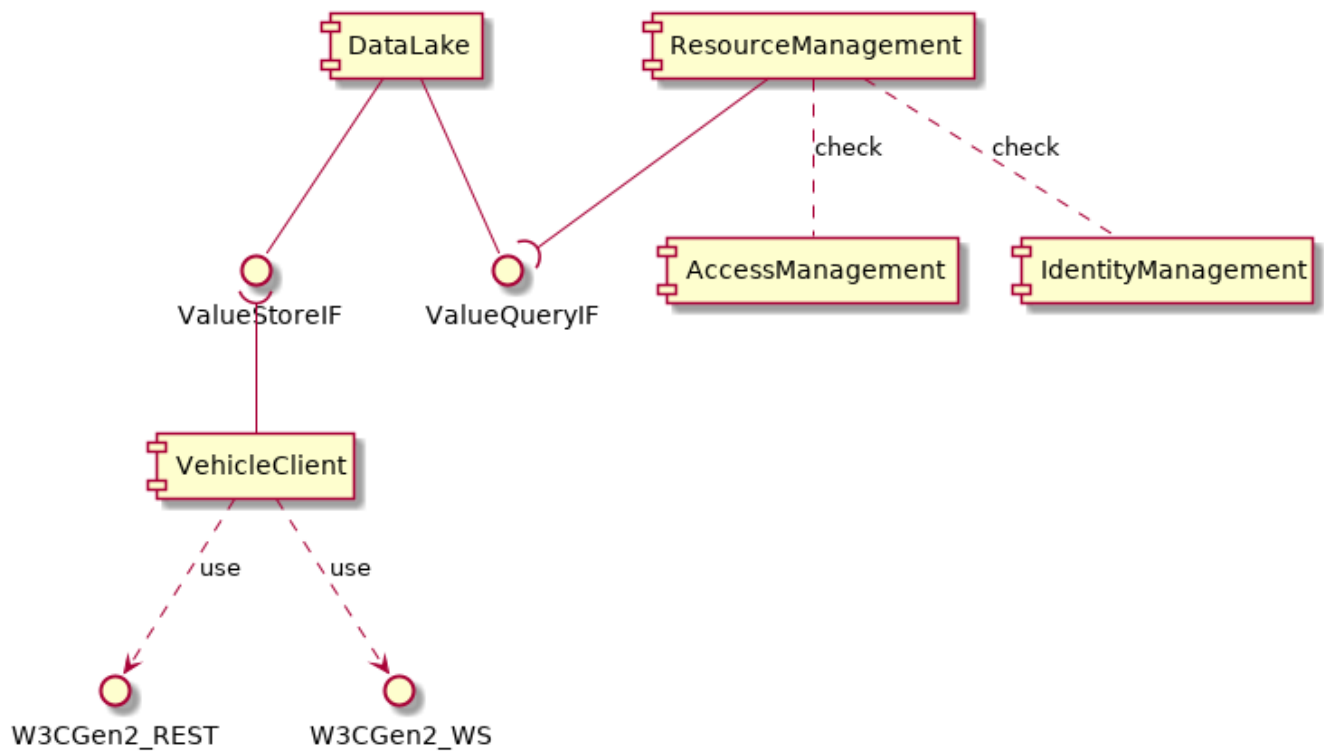 DataLake
ResourceManagement
check
check
ValueStoreIF
ValueQueryIF
AccessManagement
IdentityManagement
VehicleClient
use
use
W3CGen2_REST
W3CGen2_WS